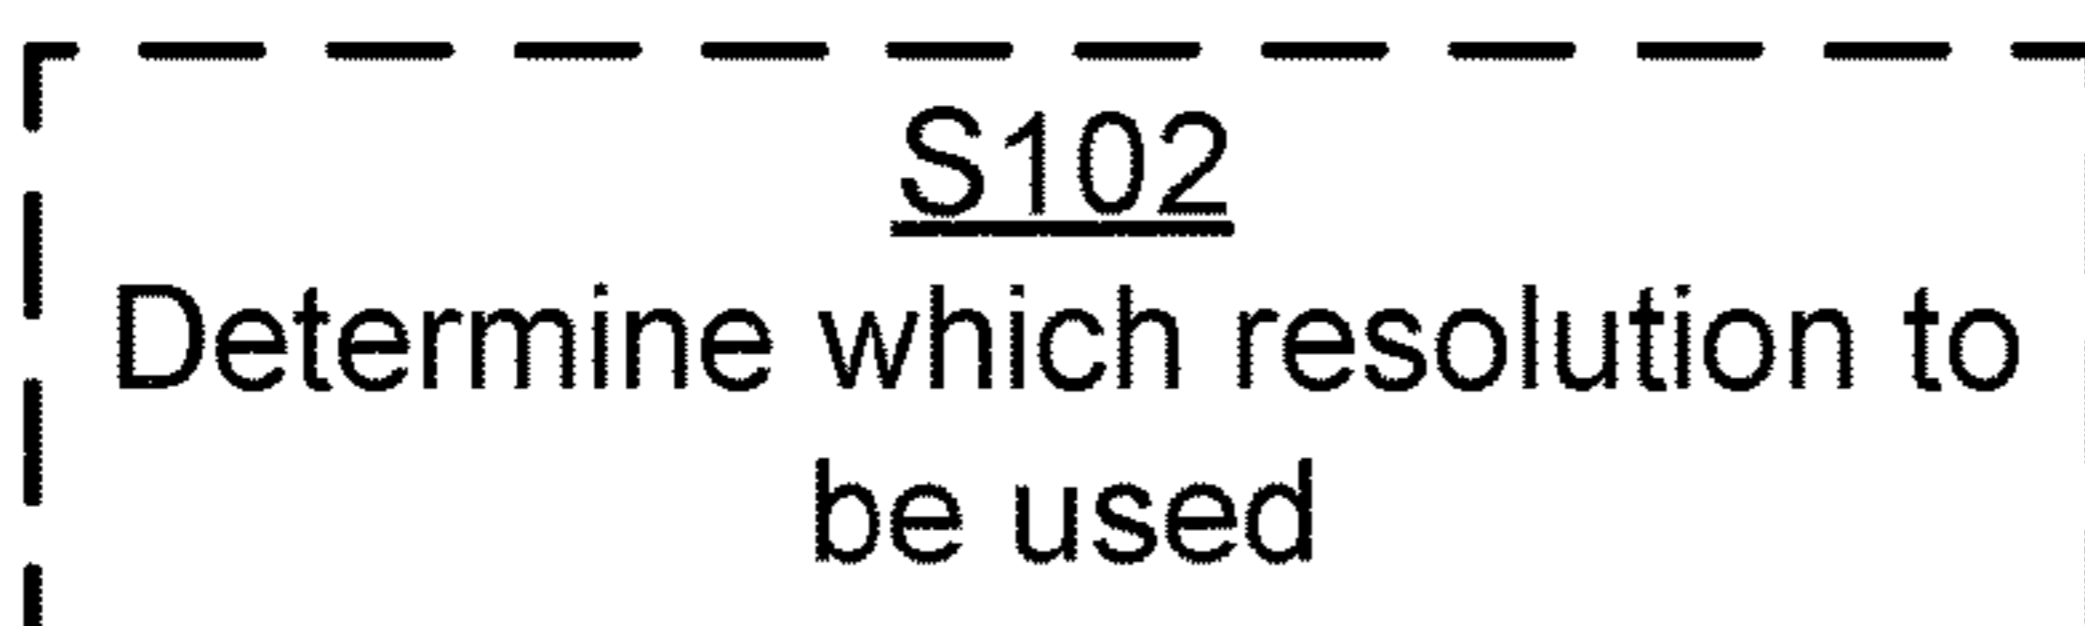 S102
Determine which resolution to
be used